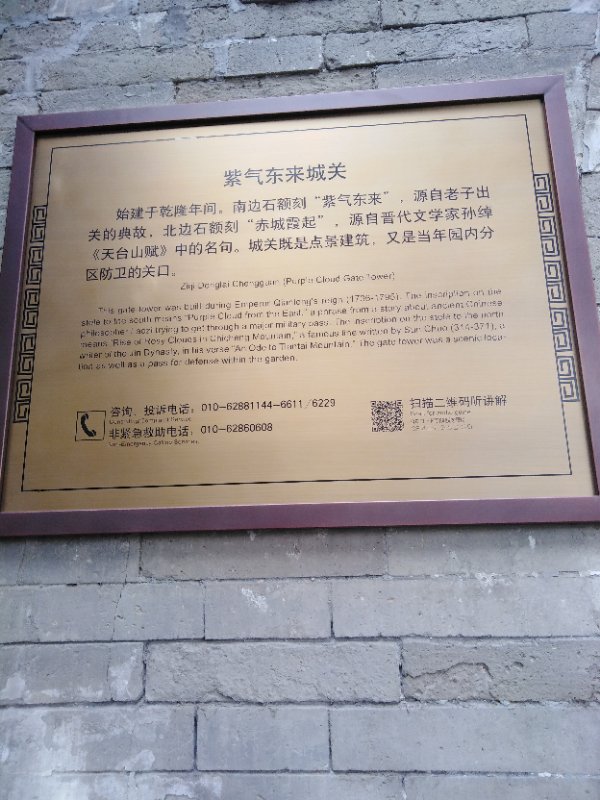 紫气东来城关
始建于乾隆年间。南边石额刻“紫气东来”，源自老子出
关的典故，北边石额刻“赤城霞起”，源自晋代文学家孙绰
《天台山赋》中的名句。城关既是点景建筑，又是当年园内分
区防卫的关口。
Ziqi Donglai Chengguan (Purple Cloud Gate Tower)
This gate tower was built during Emperor Qianlong's reign (1736-1795). The inscription on the
stele to the south means "Purple Cloud from the East," a phrase from a story about ancient Chinese
philosopher Laozi trying to get through a major military pass. The inscription on the stele to the north
means "Rise of Rosy Clouds in Chicheng Mountain," a famous line written by Sun Chuo (314-371), a
writer of the Jin Dynasty, in his verse "An Ode to Tiantai Mountain." The gate tower was a scenic loca-
tion as well as a pass for defense within the garden.
咨询、投诉电话：010-62881144-6611/6229
非紧急救助电话：010-62860608
扫描二维码听讲解